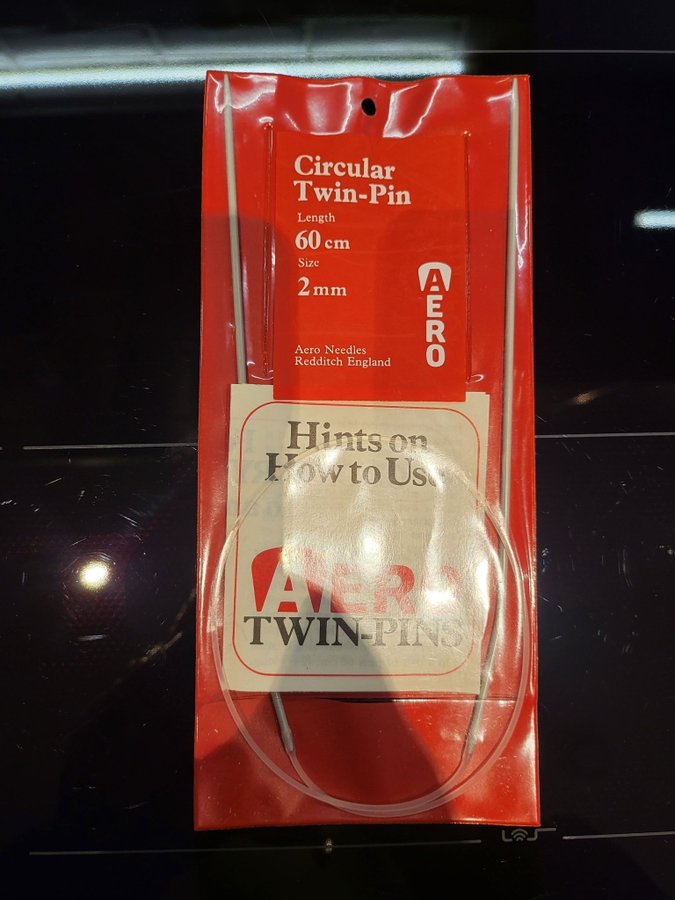 Circular
Twin-Pin
Length
60 cm
Size
2 mm
AERO
Aero Needles
Redditch England
Hints on
How to Use
AERO
TWIN-PINS